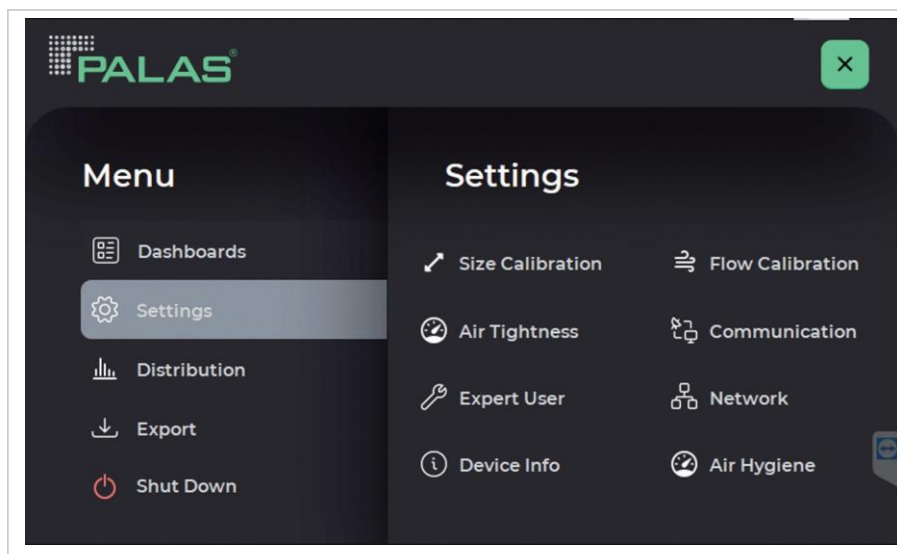 PALAS®
Menu
Dashboards
Settings
Distribution
Export
Shut Down
Settings
Size Calibration
Flow Calibration
Air Tightness
Communication
Expert User
Network
Device Info
Air Hygiene